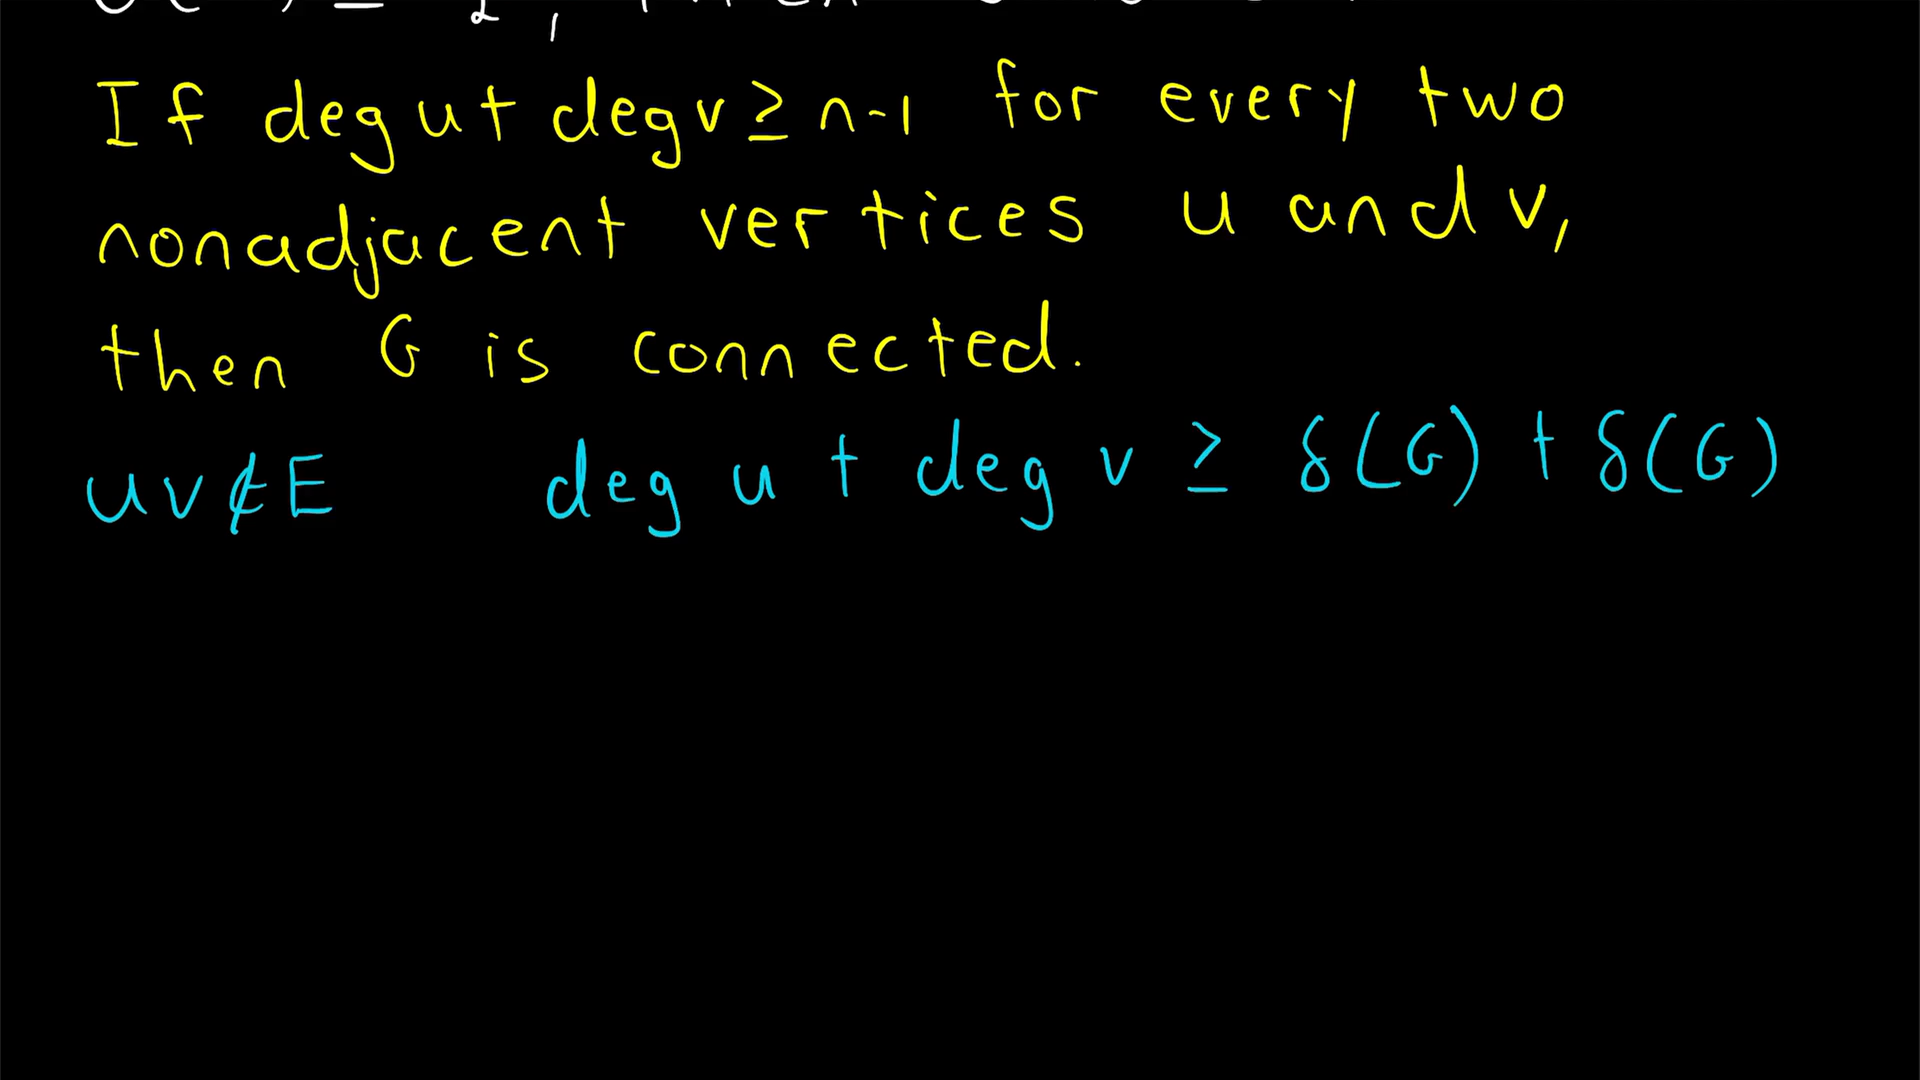 If deg u + deg v ≥ n-1 for every two
nonadjacent vertices u and v,
then G is connected.
uv∉E deg u + deg v ≥ δ(G) + δ(G)